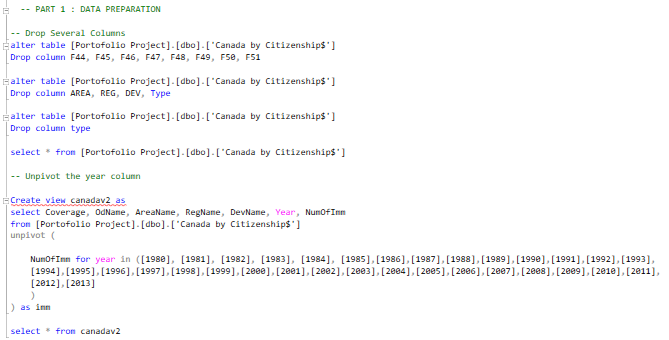 -- PART 1 : DATA PREPARATION
-- Drop Several Columns
alter table [Portofolio Project].[dbo].['Canada by Citizenship$']
Drop column F44, F45, F46, F47, F48, F49, F50, F51
alter table [Portofolio Project].[dbo].['Canada by Citizenship$']
Drop column AREA, REG, DEV, Type
alter table [Portofolio Project].[dbo].['Canada by Citizenship$']
Drop column type
select * from [Portofolio Project].[dbo].['Canada by Citizenship$']
-- Unpivot the year column
Create view canadav2 as
select Coverage, OdName, AreaName, RegName, DevName, Year, NumOfImm
from [Portofolio Project].[dbo].['Canada by Citizenship$']
unpivot (
NumOfImm for year in ([1980], [1981], [1982], [1983], [1984], [1985],[1986],[1987],[1988],[1989],[1990],[1991],[1992],[1993],
[1994],[1995],[1996],[1997],[1998],[1999],[2000],[2001],[2002],[2003],[2004],[2005],[2006],[2007],[2008],[2009],[2010],[2011],
[2012],[2013]
)
) as imm
select * from canadav2